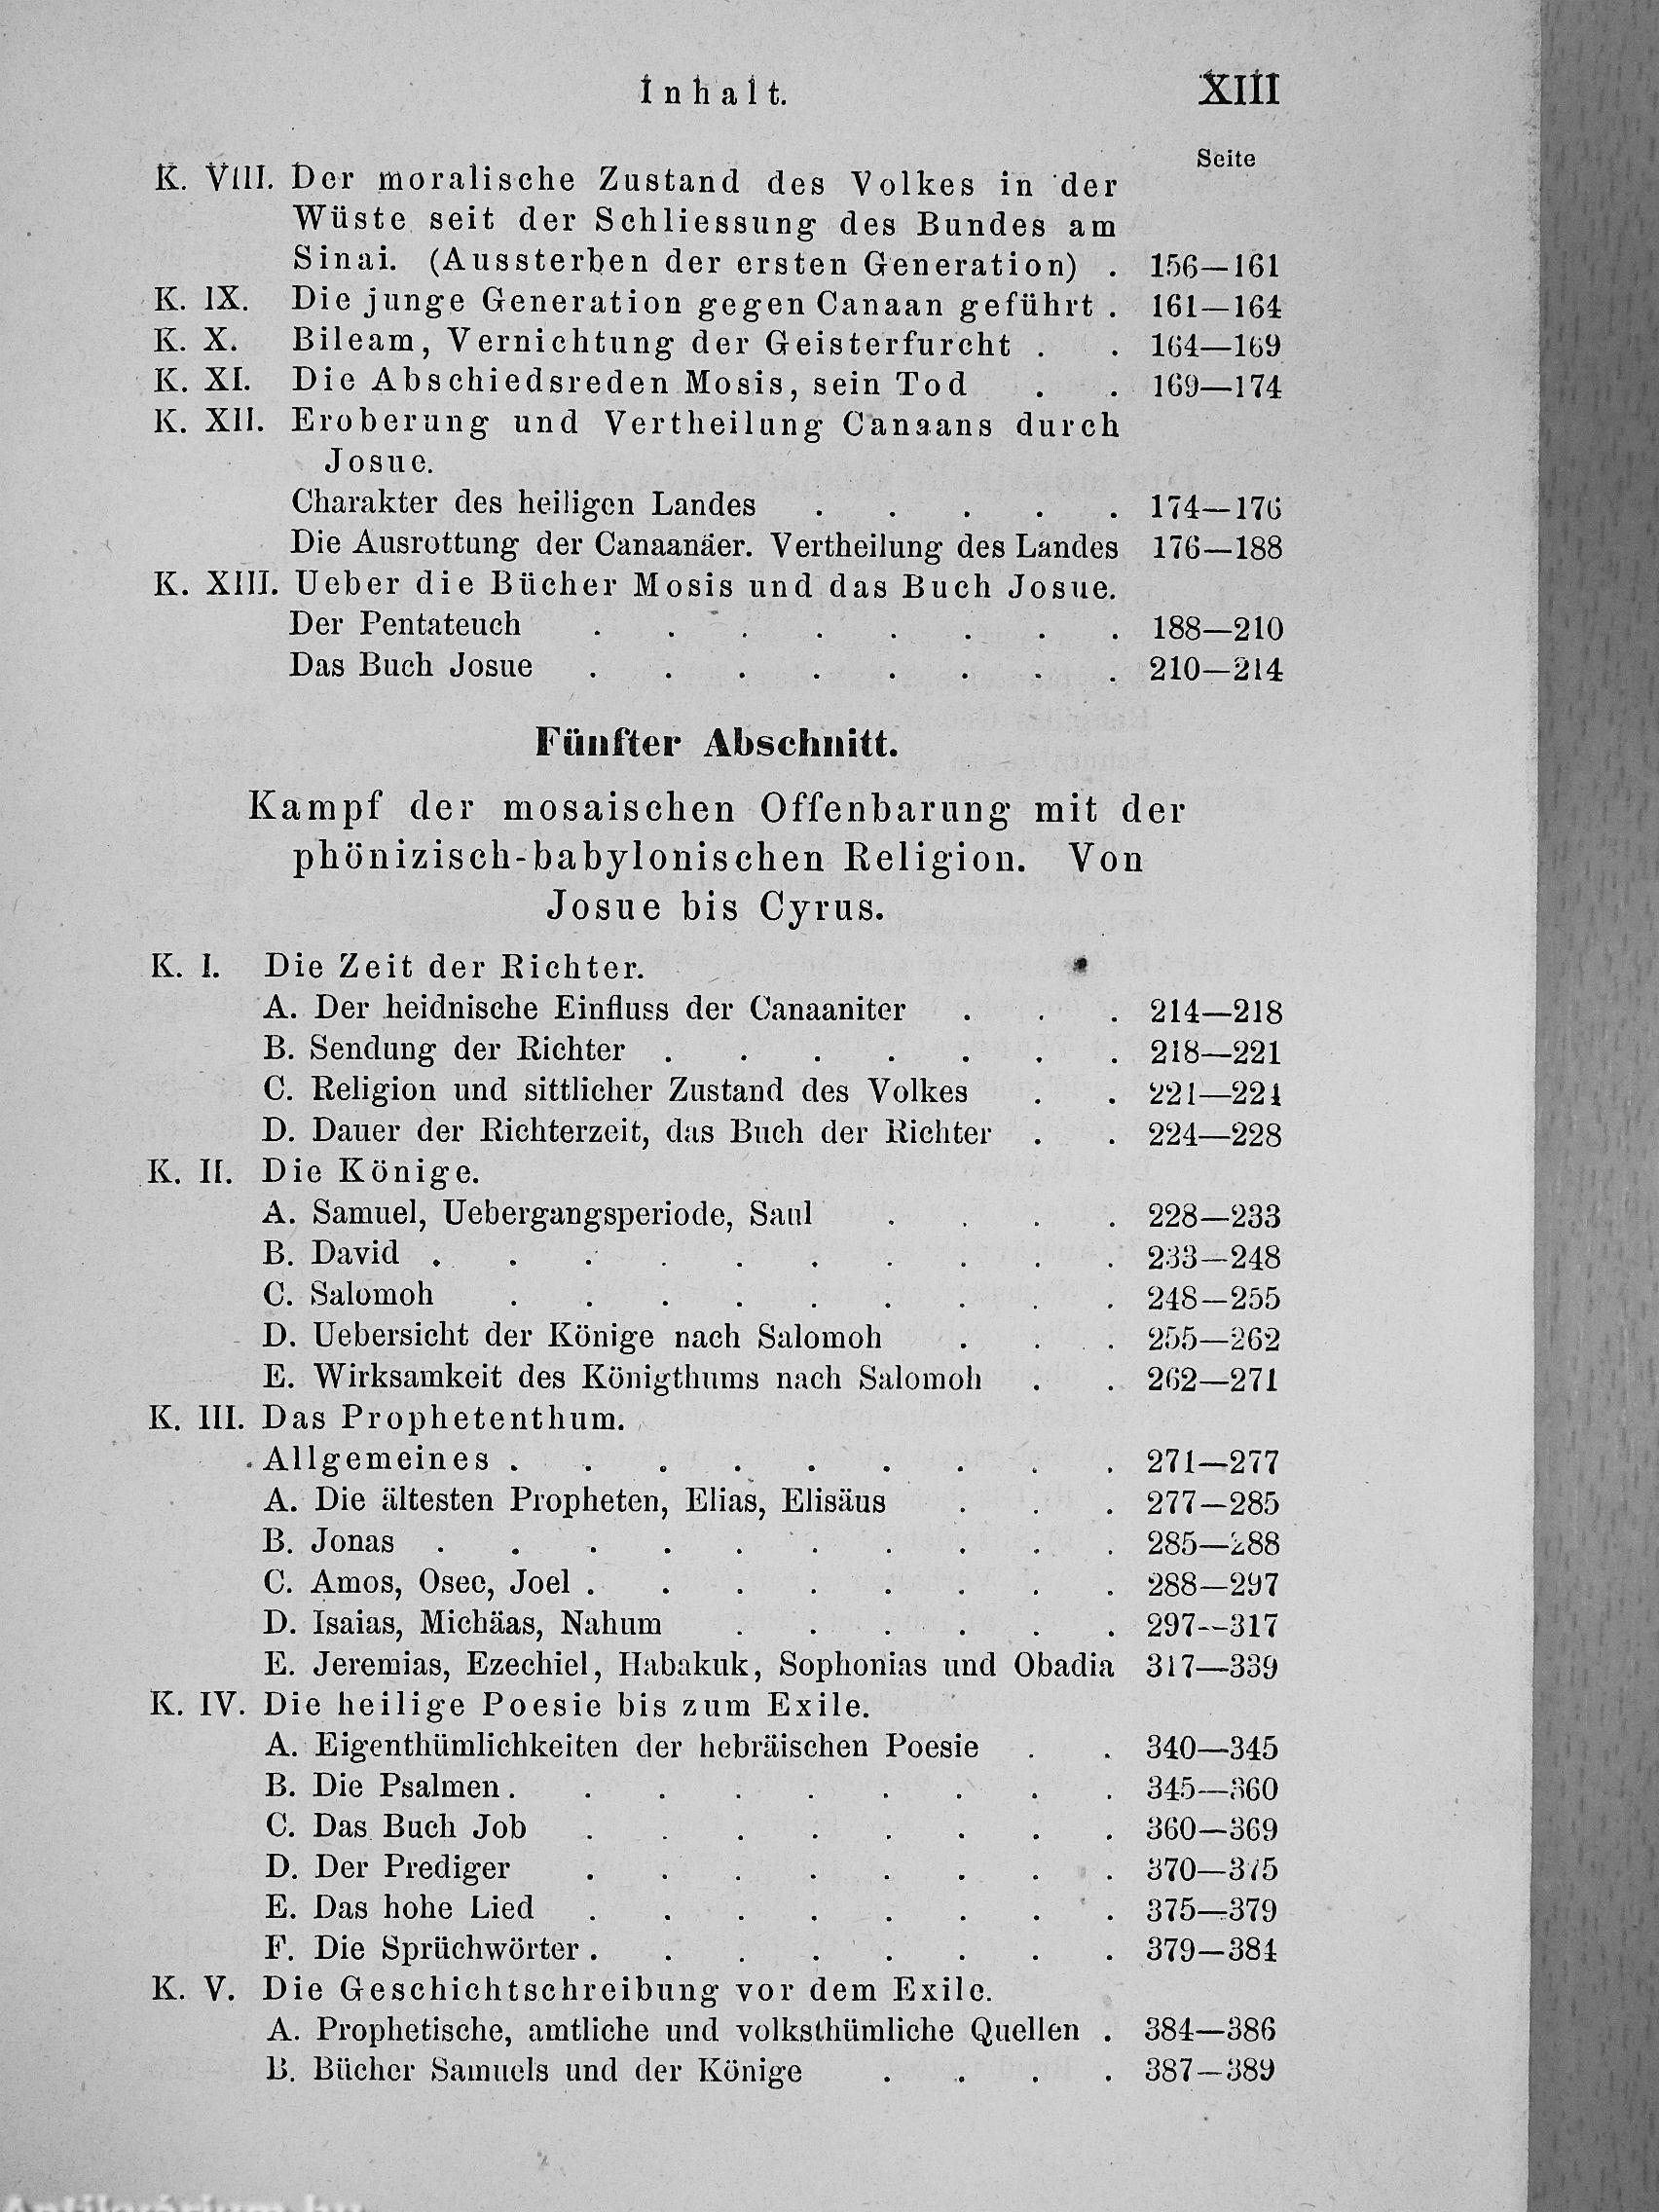 Inhalt. XIII
Seite
K. VIII. Der moralische Zustand des Volkes in der
Wüste seit der Schliessung des Bundes am
Sinai. (Aussterben der ersten Generation) . 156—161
K. IX. Die junge Generation gegen Canaan geführt . 161—164
K. X. Bileam, Vernichtung der Geisterfurcht . . 164—169
K. XI. Die Abschiedsreden Mosis, sein Tod . . 169—174
K. XII. Eroberung und Vertheilung Canaans durch
Josue.
Charakter des heiligen Landes . . . . . 174—176
Die Ausrottung der Canaanäer. Vertheilung des Landes 176—188
K. XIII. Ueber die Bücher Mosis und das Buch Josue.
Der Pentateuch . . . . . . . . 188—210
Das Buch Josue . . . . . . . . 210—214
Fünfter Abschnitt.
Kampf der mosaischen Offenbarung mit der
phönizisch-babylonischen Religion. Von
Josue bis Cyrus.
K. I. Die Zeit der Richter.
A. Der heidnische Einfluss der Canaaniter . . . 214—218
B. Sendung der Richter . . . . . . . 218—221
C. Religion und sittlicher Zustand des Volkes . . 221—224
D. Dauer der Richterzeit, das Buch der Richter . . 224—228
K. II. Die Könige.
A. Samuel, Uebergangsperiode, Saul . . . . 228—233
B. David . . . . . . . . . . 233—248
C. Salomoh . . . . . . . . . 248—255
D. Uebersicht der Könige nach Salomoh . . . 255—262
E. Wirksamkeit des Königthums nach Salomoh . . 262—271
K. III. Das Prophetenthum.
Allgemeines . . . . . . . . . 271—277
A. Die ältesten Propheten, Elias, Elisäus . . . 277—285
B. Jonas . . . . . . . . . . 285—288
C. Amos, Osee, Joel . . . . . . . . 288—297
D. Isaias, Michäas, Nahum . . . . . . 297--317
E. Jeremias, Ezechiel, Habakuk, Sophonias und Obadia 317—339
K. IV. Die heilige Poesie bis zum Exile.
A. Eigenthümlichkeiten der hebräischen Poesie . . 340—345
B. Die Psalmen . . . . . . . . . 345—360
C. Das Buch Job . . . . . . . . 360—369
D. Der Prediger . . . . . . . . 370—375
E. Das hohe Lied . . . . . . . . 375—379
F. Die Sprüchwörter . . . . . . . . 379—384
K. V. Die Geschichtschreibung vor dem Exile.
A. Prophetische, amtliche und volksthümliche Quellen . 384—386
B. Bücher Samuels und der Könige . . . . 387—389